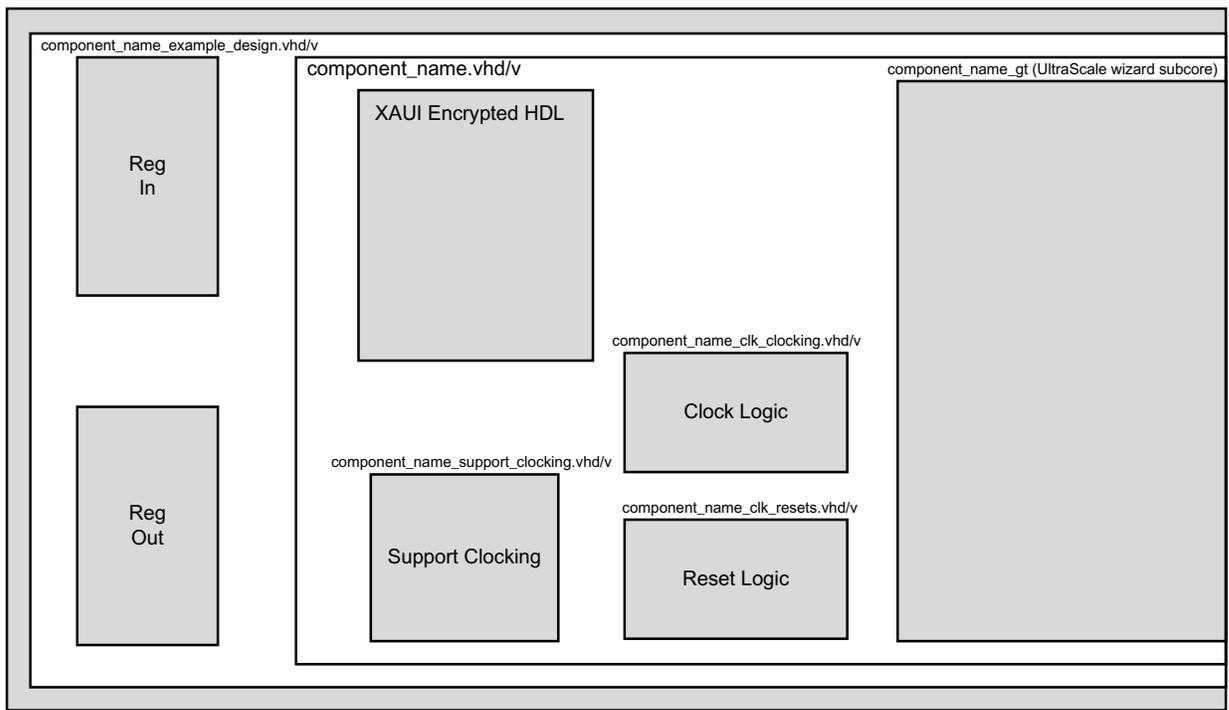 component_name_example_design.vhd/v
component_name.vhd/v
component_name_gt (UltraScale wizard subcore)
XAUI Encrypted HDL
Reg
In
component_name_clk_clocking.vhd/v
Clock Logic
component_name_support_clocking.vhd/v
component_name_clk_resets.vhd/v
Reg
Out
Support Clocking
Reset Logic